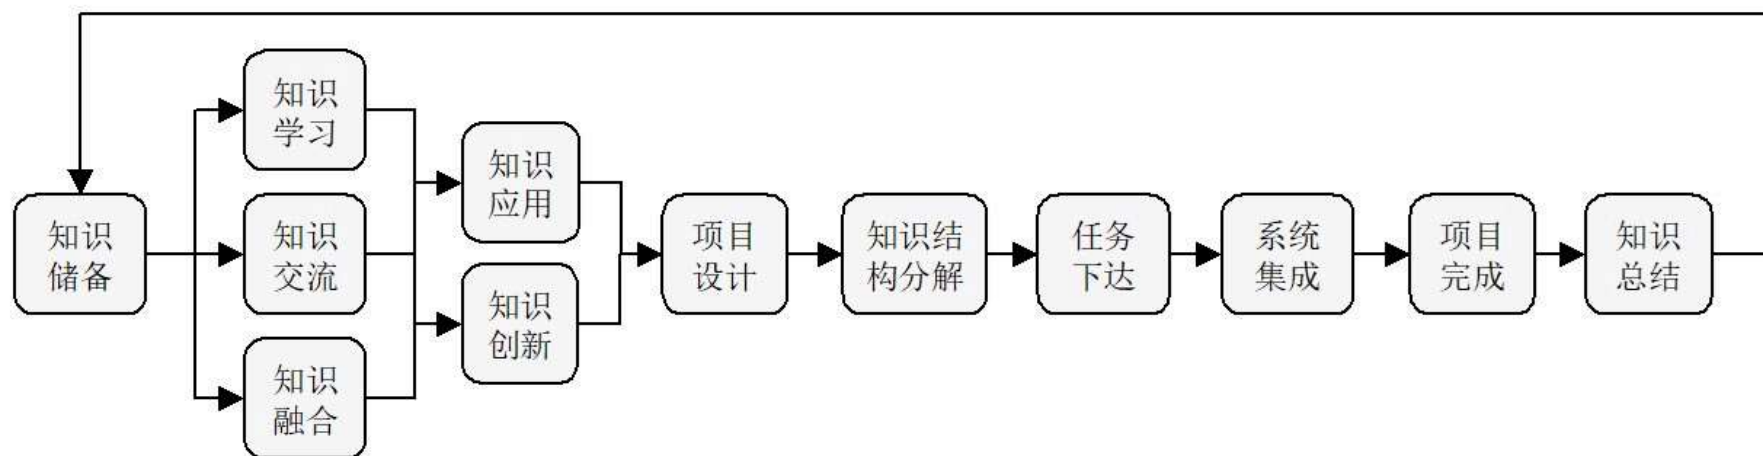 知识
学习
知识
储备
知识
交流
知识
融合
知识
应用
知识
创新
项目
设计
知识结
构分解
任务
下达
系统
集成
项目
完成
知识
总结